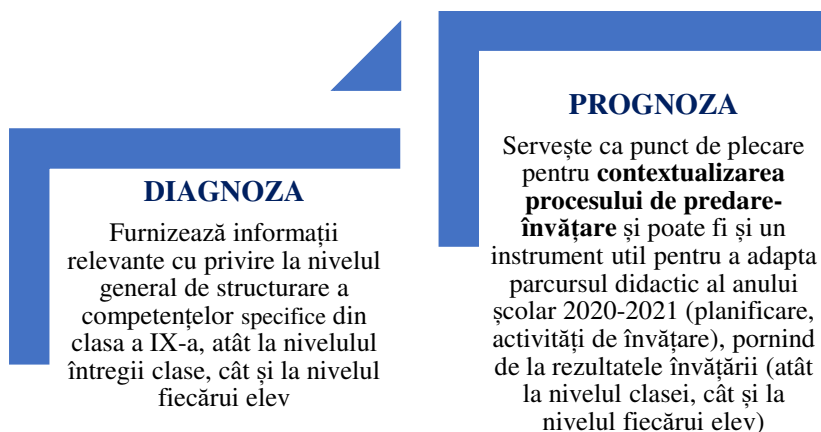 DIAGNOZA
Furnizează informații
relevante cu privire la nivelul
general de structurare a
competențelor specifice din
clasa a IX-a, atât la nivelulul
întregii clase, cât și la nivelul
fiecărui elev
PROGNOZA
Servește ca punct de plecare
pentru contextualizarea
procesului de predare-
învățare și poate fi și un
instrument util pentru a adapta
parcursul didactic al anului
școlar 2020-2021 (planificare,
activități de învățare), pornind
de la rezultatele învățării (atât
la nivelul clasei, cât și la
nivelul fiecărui elev)